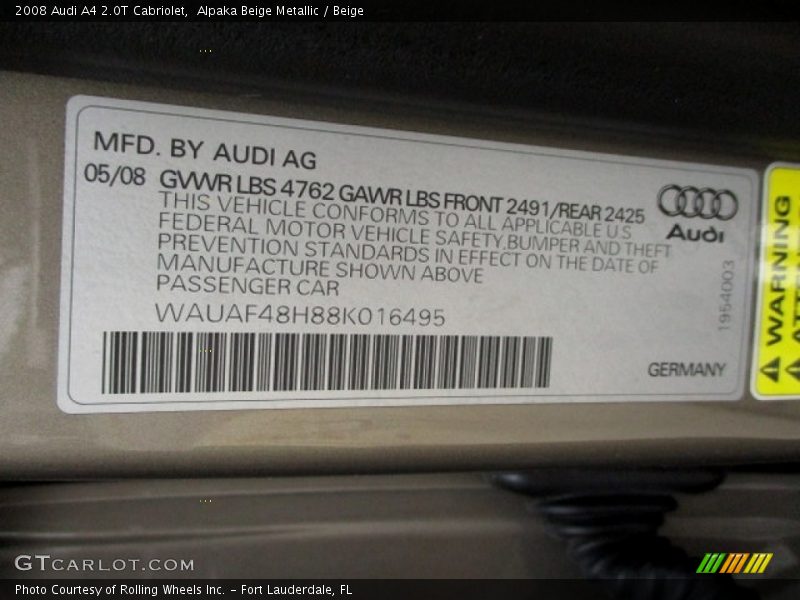 2008 Audi A4 2.0T Cabriolet,  Alpaka Beige Metallic / Beige
MFD. BY AUDI AG
05/08 GVWR LBS 4762 GAWR LBS FRONT 2491/REAR 2425
THIS VEHICLE CONFORMS TO ALL APPLICABLE U.S.
FEDERAL MOTOR VEHICLE SAFETY,BUMPER AND THEFT
PREVENTION STANDARDS IN EFFECT ON THE DATE OF
MANUFACTURE SHOWN ABOVE
PASSENGER CAR
WAUAF48H88K016495
Audi
1954003
GERMANY
WARNING
GTCARLOT.COM
Photo Courtesy of Rolling Wheels Inc. – Fort Lauderdale, FL